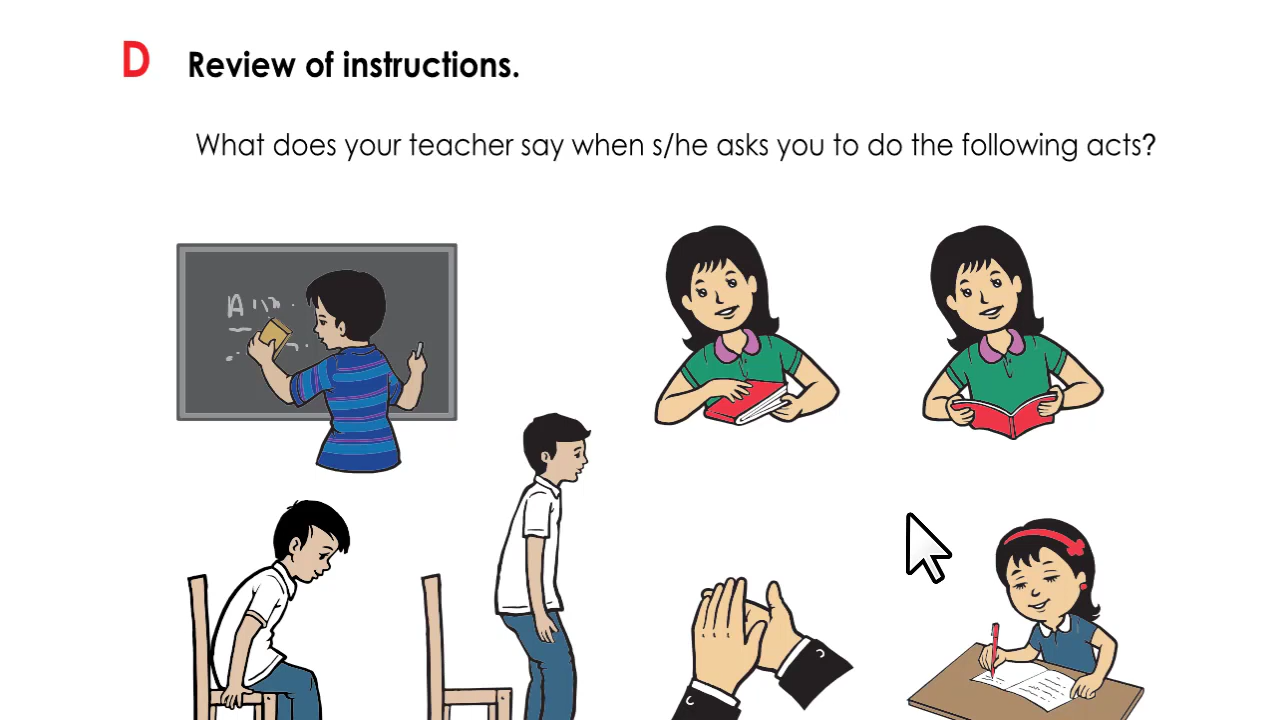 D Review of instructions.
What does your teacher say when s/he asks you to do the following acts?
A